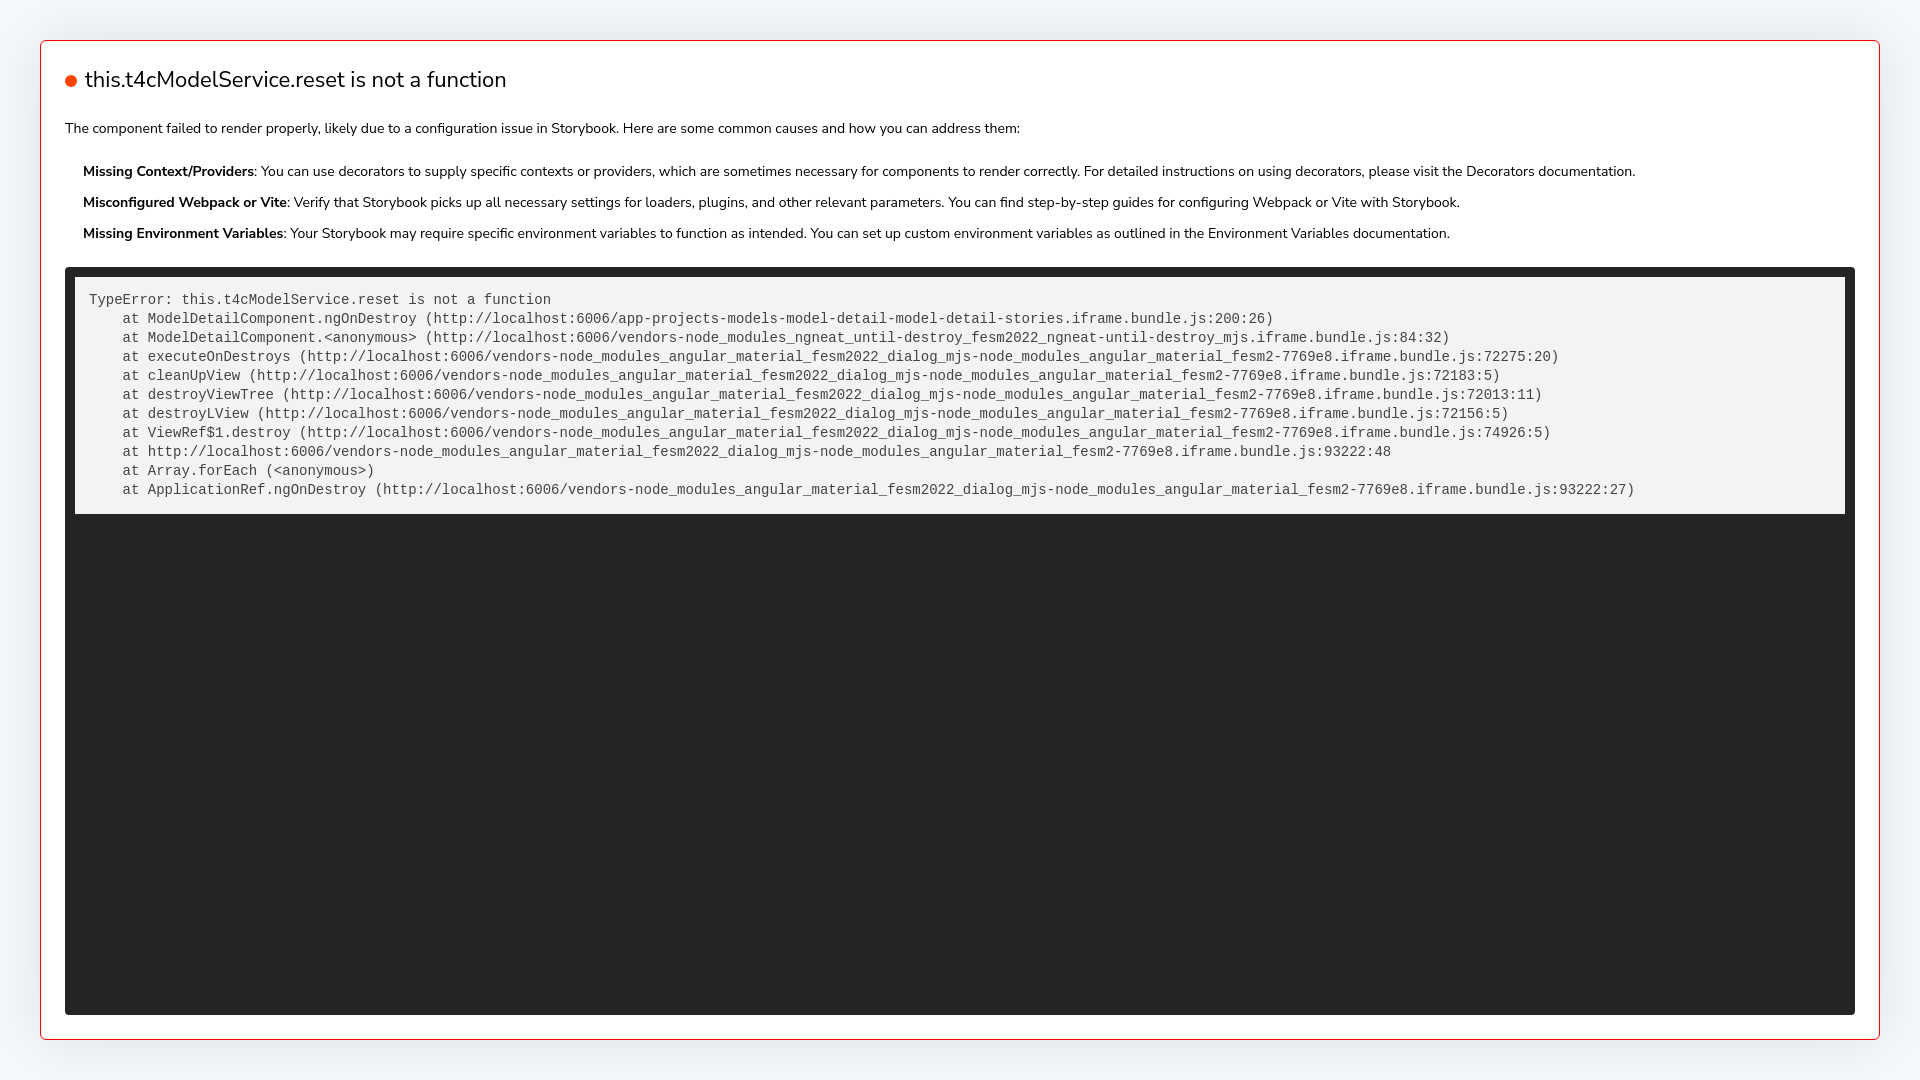 this.t4cModelService.reset is not a function
The component failed to render properly, likely due to a configuration issue in Storybook. Here are some common causes and how you can address them:
Missing Context/Providers: You can use decorators to supply specific contexts or providers, which are sometimes necessary for components to render correctly. For detailed instructions on using decorators, please visit the Decorators documentation.
Misconfigured Webpack or Vite: Verify that Storybook picks up all necessary settings for loaders, plugins, and other relevant parameters. You can find step-by-step guides for configuring Webpack or Vite with Storybook.
Missing Environment Variables: Your Storybook may require specific environment variables to function as intended. You can set up custom environment variables as outlined in the Environment Variables documentation.
TypeError: this.t4cModelService.reset is not a function
    at ModelDetailComponent.ngOnDestroy (http://localhost:6006/app-projects-models-model-detail-model-detail-stories.iframe.bundle.js:200:26)
    at ModelDetailComponent.<anonymous> (http://localhost:6006/vendors-node_modules_ngneat_until-destroy_fesm2022_ngneat-until-destroy_mjs.iframe.bundle.js:84:32)
    at executeOnDestroys (http://localhost:6006/vendors-node_modules_angular_material_fesm2022_dialog_mjs-node_modules_angular_material_fesm2-7769e8.iframe.bundle.js:72275:20)
    at cleanUpView (http://localhost:6006/vendors-node_modules_angular_material_fesm2022_dialog_mjs-node_modules_angular_material_fesm2-7769e8.iframe.bundle.js:72183:5)
    at destroyViewTree (http://localhost:6006/vendors-node_modules_angular_material_fesm2022_dialog_mjs-node_modules_angular_material_fesm2-7769e8.iframe.bundle.js:72013:11)
    at destroyLView (http://localhost:6006/vendors-node_modules_angular_material_fesm2022_dialog_mjs-node_modules_angular_material_fesm2-7769e8.iframe.bundle.js:72156:5)
    at ViewRef$1.destroy (http://localhost:6006/vendors-node_modules_angular_material_fesm2022_dialog_mjs-node_modules_angular_material_fesm2-7769e8.iframe.bundle.js:74926:5)
    at http://localhost:6006/vendors-node_modules_angular_material_fesm2022_dialog_mjs-node_modules_angular_material_fesm2-7769e8.iframe.bundle.js:93222:48
    at Array.forEach (<anonymous>)
    at ApplicationRef.ngOnDestroy (http://localhost:6006/vendors-node_modules_angular_material_fesm2022_dialog_mjs-node_modules_angular_material_fesm2-7769e8.iframe.bundle.js:93222:27)